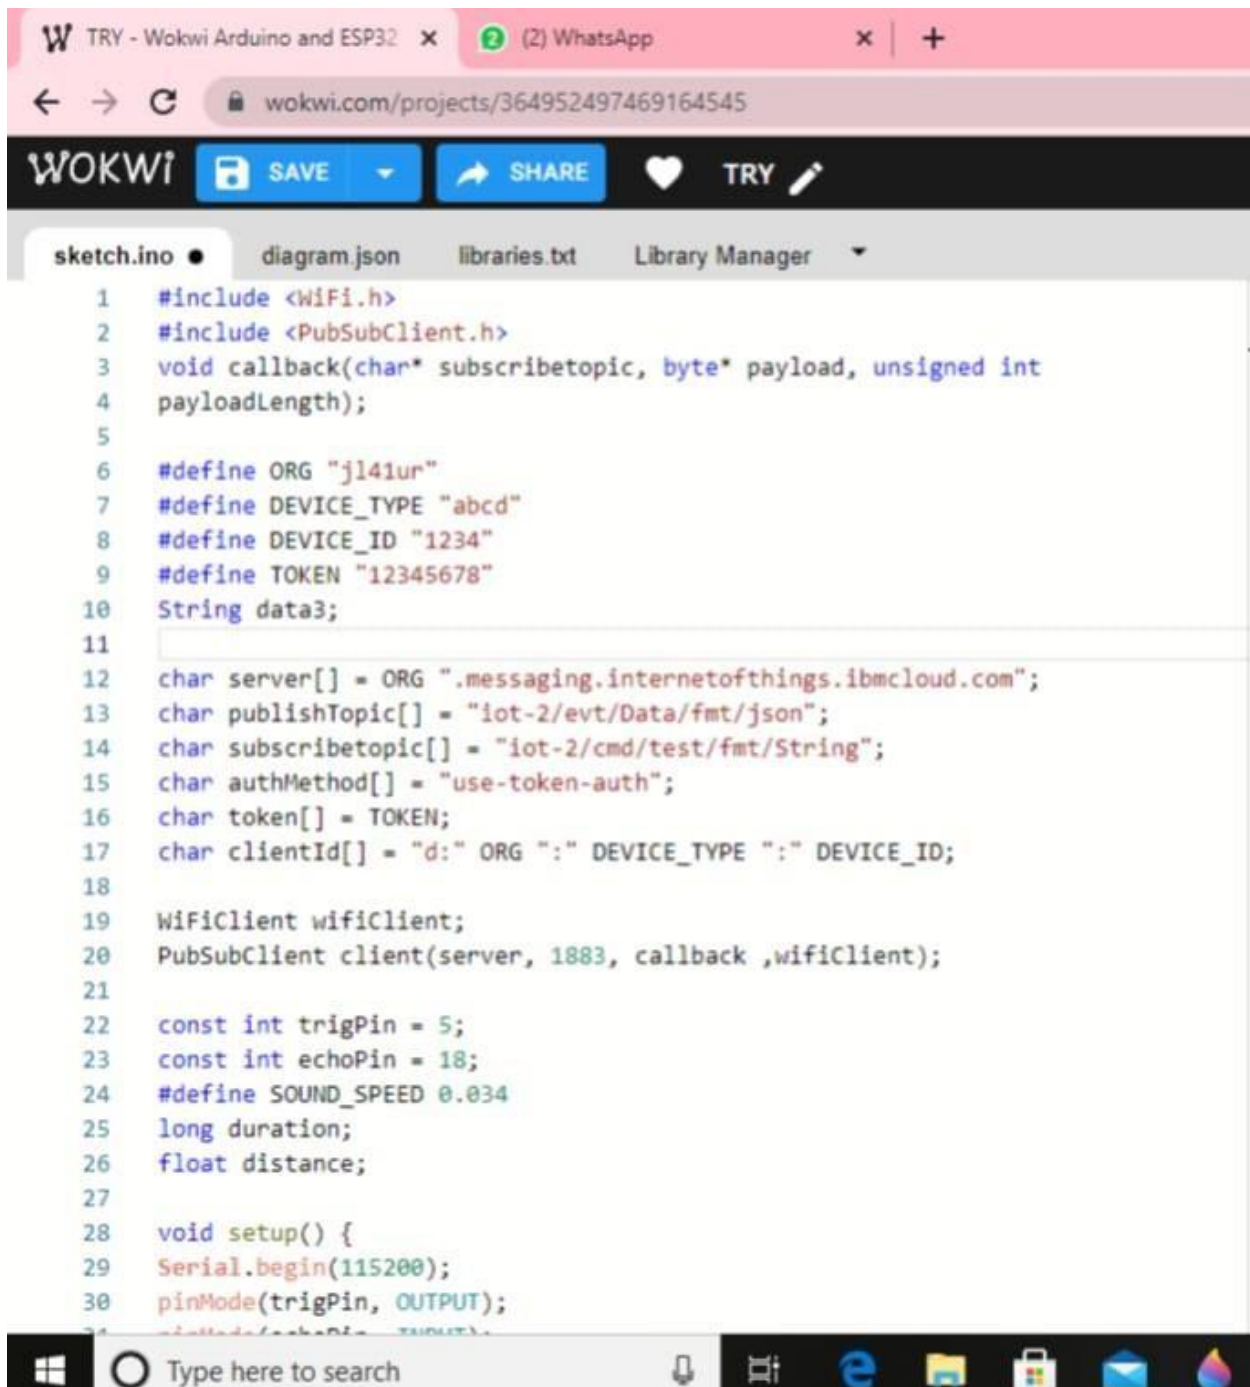 TRY - Wokwi Arduino and ESP32
(2) WhatsApp
wokwi.com/projects/364952497469164545
WOKWi SAVE SHARE TRY
sketch.ino diagram.json libraries.txt Library Manager
1 #include <WiFi.h>
2 #include <PubSubClient.h>
3 void callback(char* subscribetopic, byte* payload, unsigned int
4 payloadLength);
5
6 #define ORG "jl41ur"
7 #define DEVICE_TYPE "abcd"
8 #define DEVICE_ID "1234"
9 #define TOKEN "12345678"
10 String data3;
11
12 char server[] = ORG ".messaging.internetofthings.ibmcloud.com";
13 char publishTopic[] = "iot-2/evt/Data/fmt/json";
14 char subscribetopic[] = "iot-2/cmd/test/fmt/String";
15 char authMethod[] = "use-token-auth";
16 char token[] = TOKEN;
17 char clientId[] = "d:" ORG ":" DEVICE_TYPE ":" DEVICE_ID;
18
19 WiFiClient wifiClient;
20 PubSubClient client(server, 1883, callback ,wifiClient);
21
22 const int trigPin = 5;
23 const int echoPin = 18;
24 #define SOUND_SPEED 0.034
25 long duration;
26 float distance;
27
28 void setup() {
29 Serial.begin(115200);
30 pinMode(trigPin, OUTPUT);
Type here to search